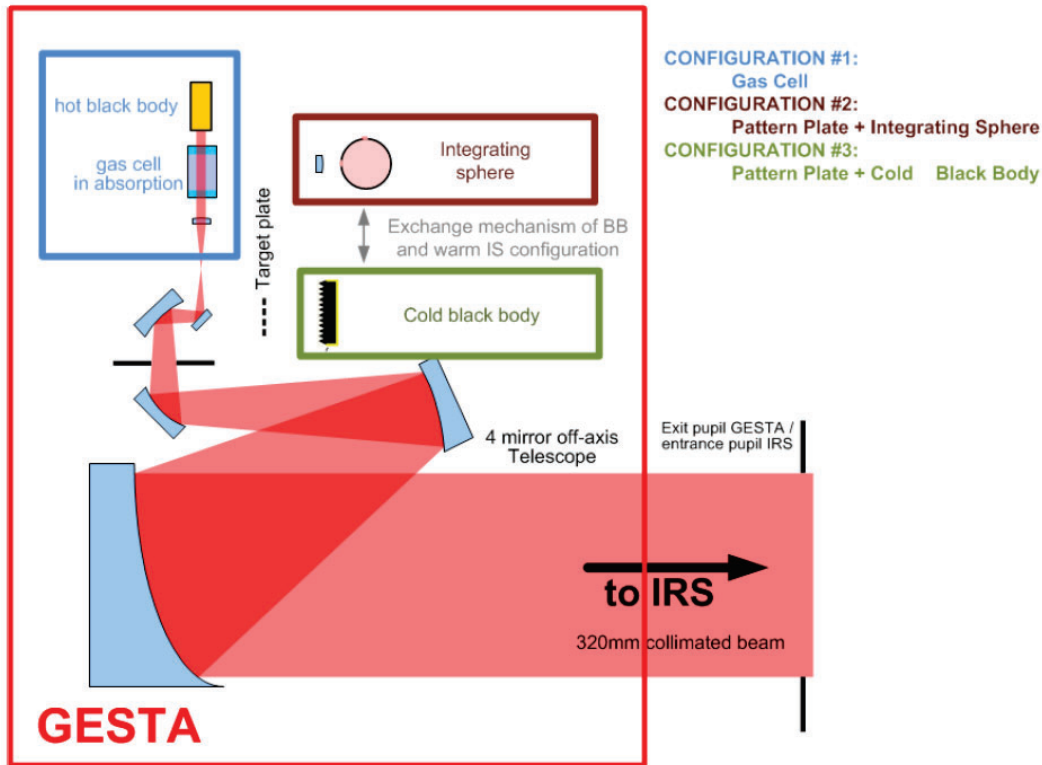 CONFIGURATION #1:
Gas Cell
CONFIGURATION #2:
Pattern Plate + Integrating Sphere
CONFIGURATION #3:
Pattern Plate + Cold Black Body
hot black body
gas cell
in absorption
Integrating
sphere
Target plate
Exchange mechanism of BB
and warm IS configuration
Cold black body
4 mirror off-axis
Telescope
Exit pupil GESTA /
entrance pupil IRS
to IRS
320mm collimated beam
GESTA